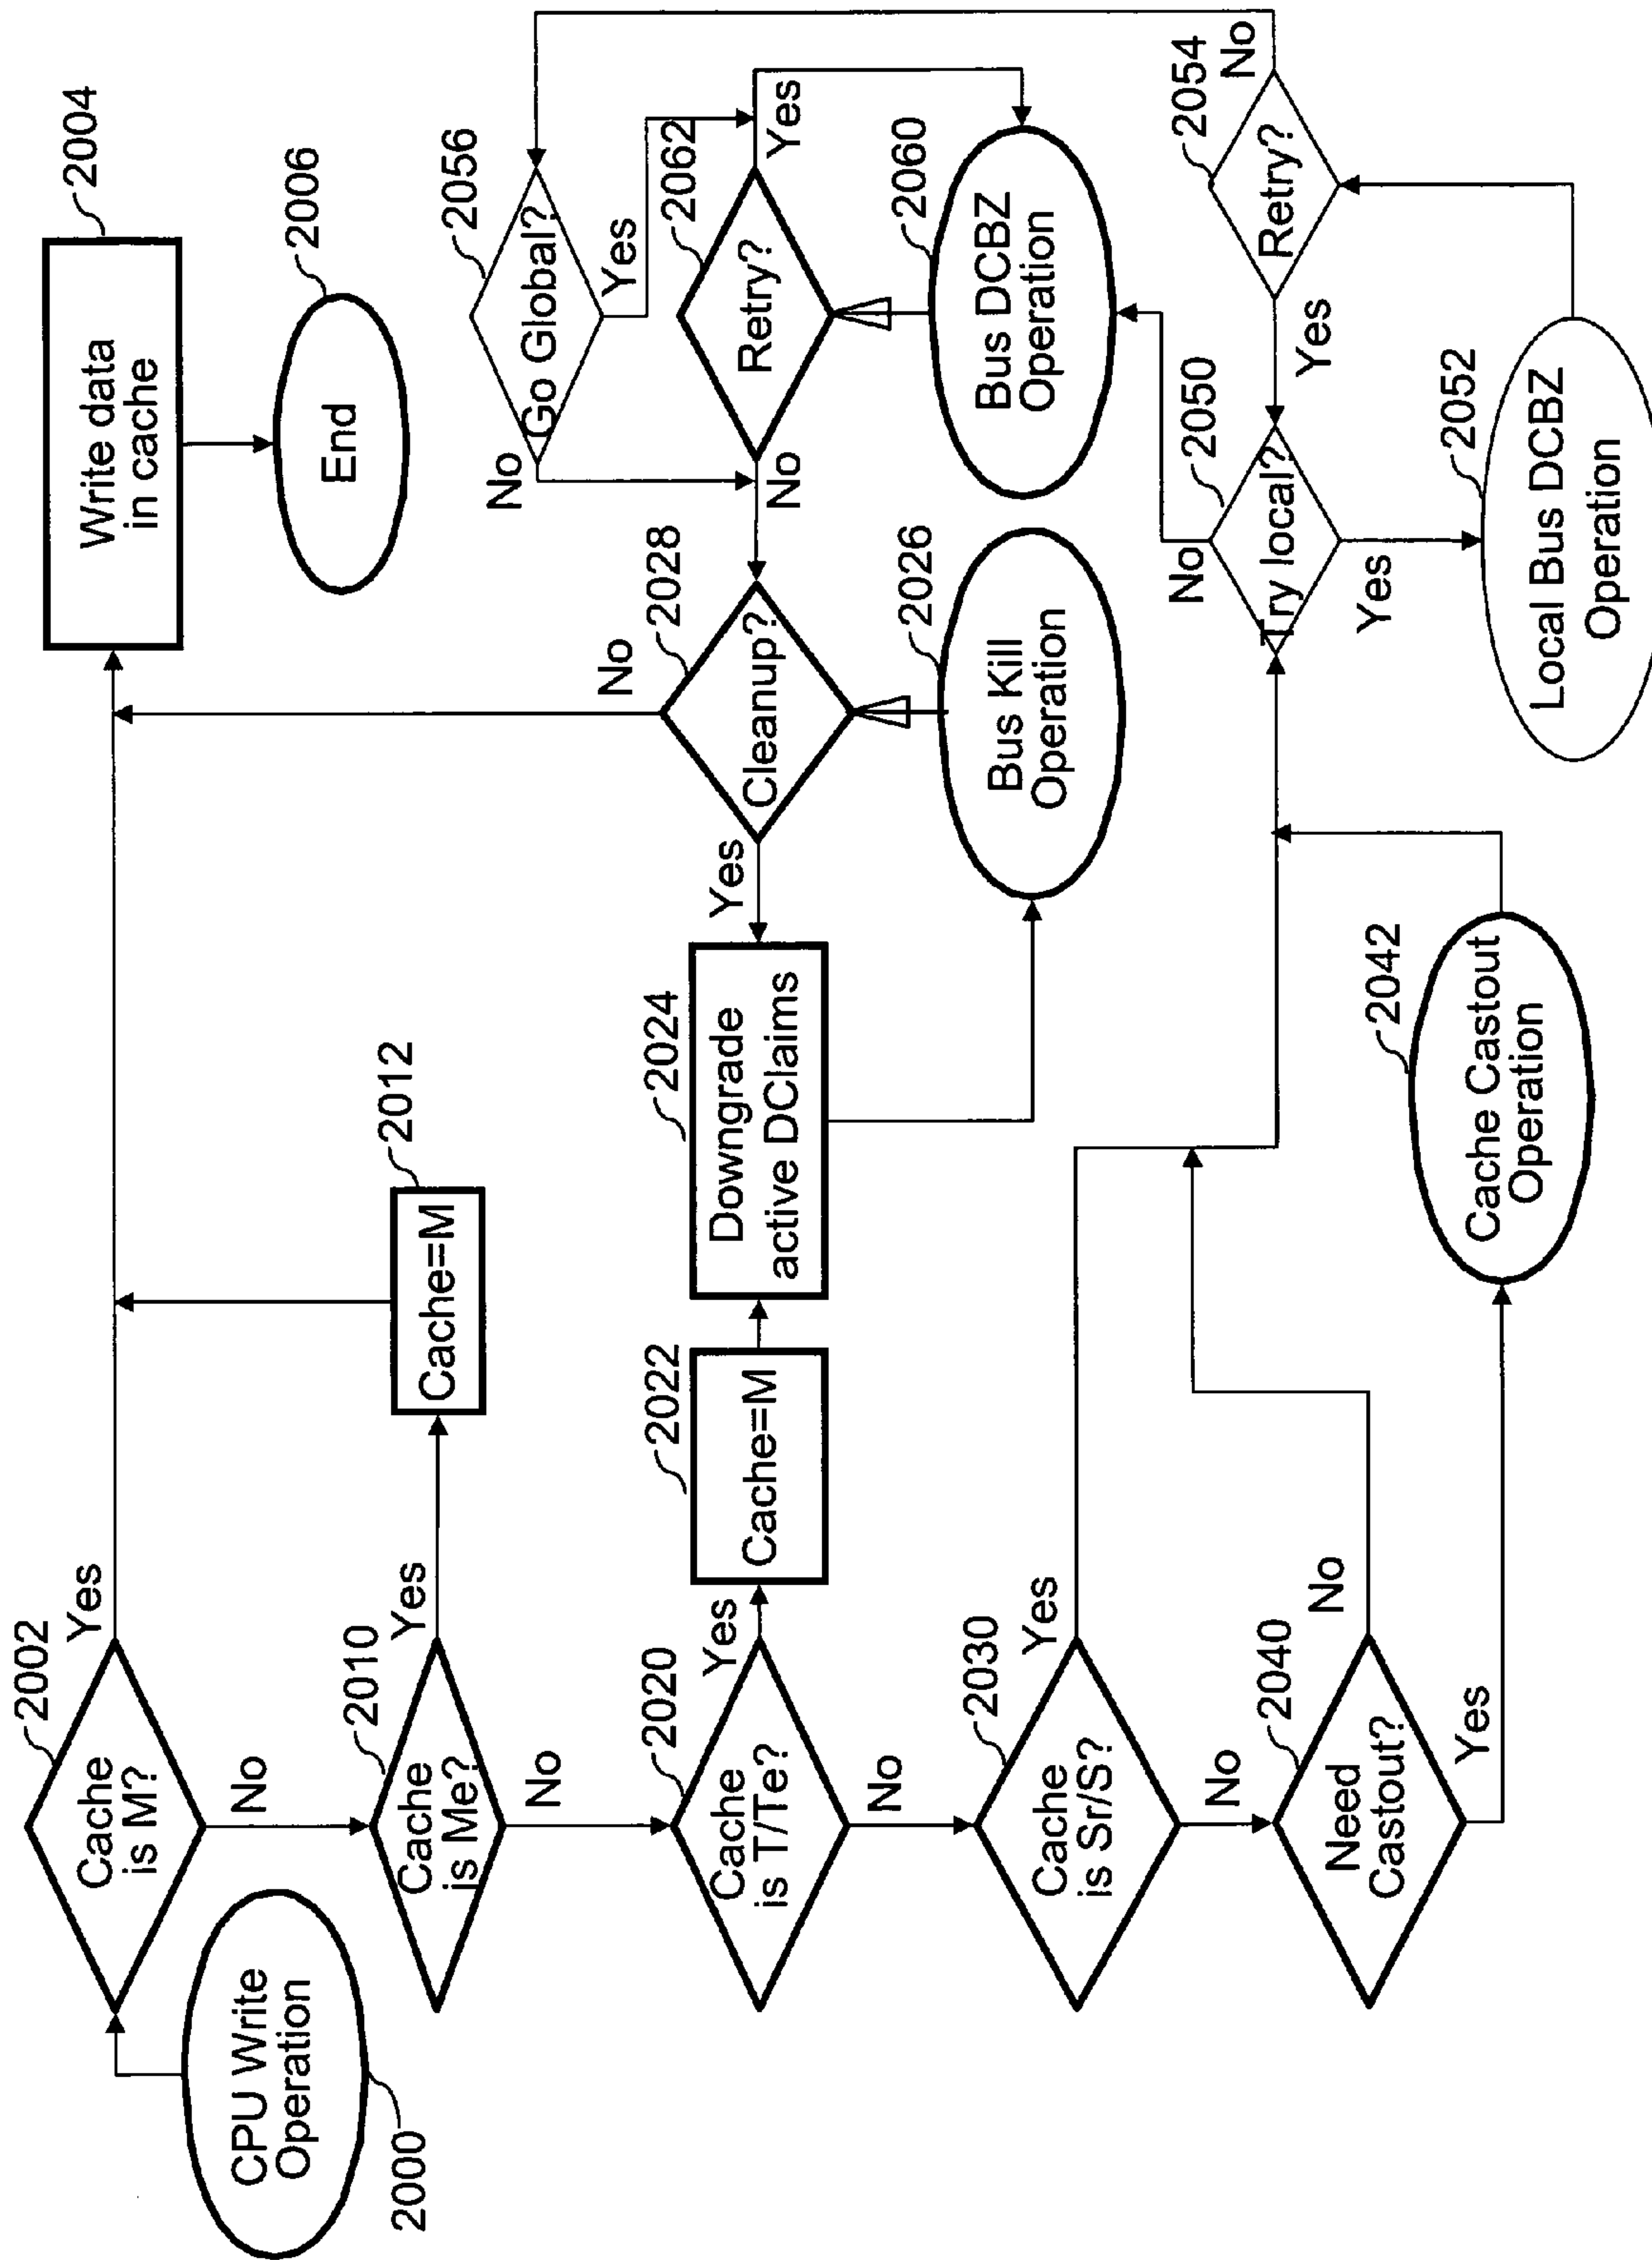 CPU Write
Operation
2000
Cache
is M?
2002
Yes
No
Write data
in cache
2004
End
2006
Cache
is Me?
2010
Yes
No
Cache=M
2012
Cache
is T/Te?
2020
Yes
No
Cache=M
2022
Downgrade
active DClaims
2024
Yes
Cleanup?
2028
No
Bus Kill
Operation
2026
No
Go Global?
2056
Yes
No
Retry?
2062
Yes
Bus DCBZ
Operation
2060
Cache
is Sr/S?
2030
Yes
No
Need
Castout?
2040
No
Yes
Cache Castout
Operation
2042
Try local?
2050
No
Yes
Local Bus DCBZ
Operation
2052
Yes
Retry?
2054
No